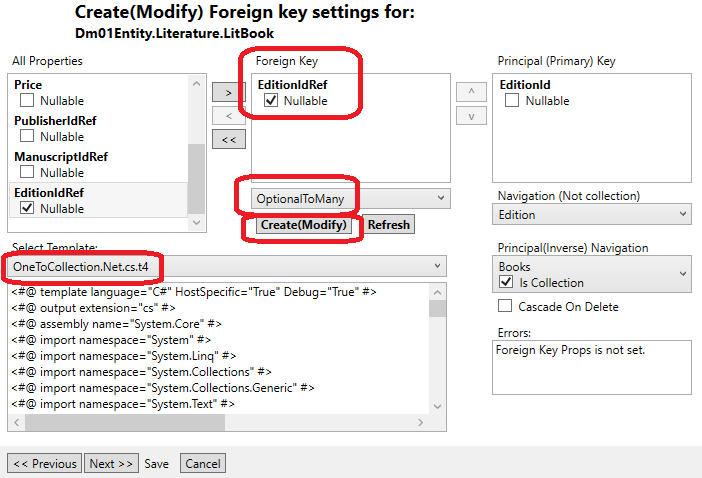 Create(Modify) Foreign key settings for:
Dm01Entity.Literature.LitBook
All Properties
Price
Nullable
PublisherIdRef
Nullable
ManuscriptIdRef
Nullable
EditionIdRef
Nullable
>
<
<<
Foreign Key
EditionIdRef
Nullable
OptionalToMany
Create(Modify) Refresh
^
v
Principal (Primary) Key
EditionId
Nullable
Navigation (Not collection)
Edition
Principal(Inverse) Navigation
Books
Is Collection
Cascade On Delete
Errors:
Foreign Key Props is not set.
Select Template:
OneToCollection.Net.cs.t4
<#@ template language="C#" HostSpecific="True" Debug="True" #>
<#@ output extension="cs" #>
<#@ assembly name="System.Core" #>
<#@ import namespace="System" #>
<#@ import namespace="System.Linq" #>
<#@ import namespace="System.Collections" #>
<#@ import namespace="System.Collections.Generic" #>
<#@ import namespace="System.Text" #>
<< Previous Next >> Save Cancel